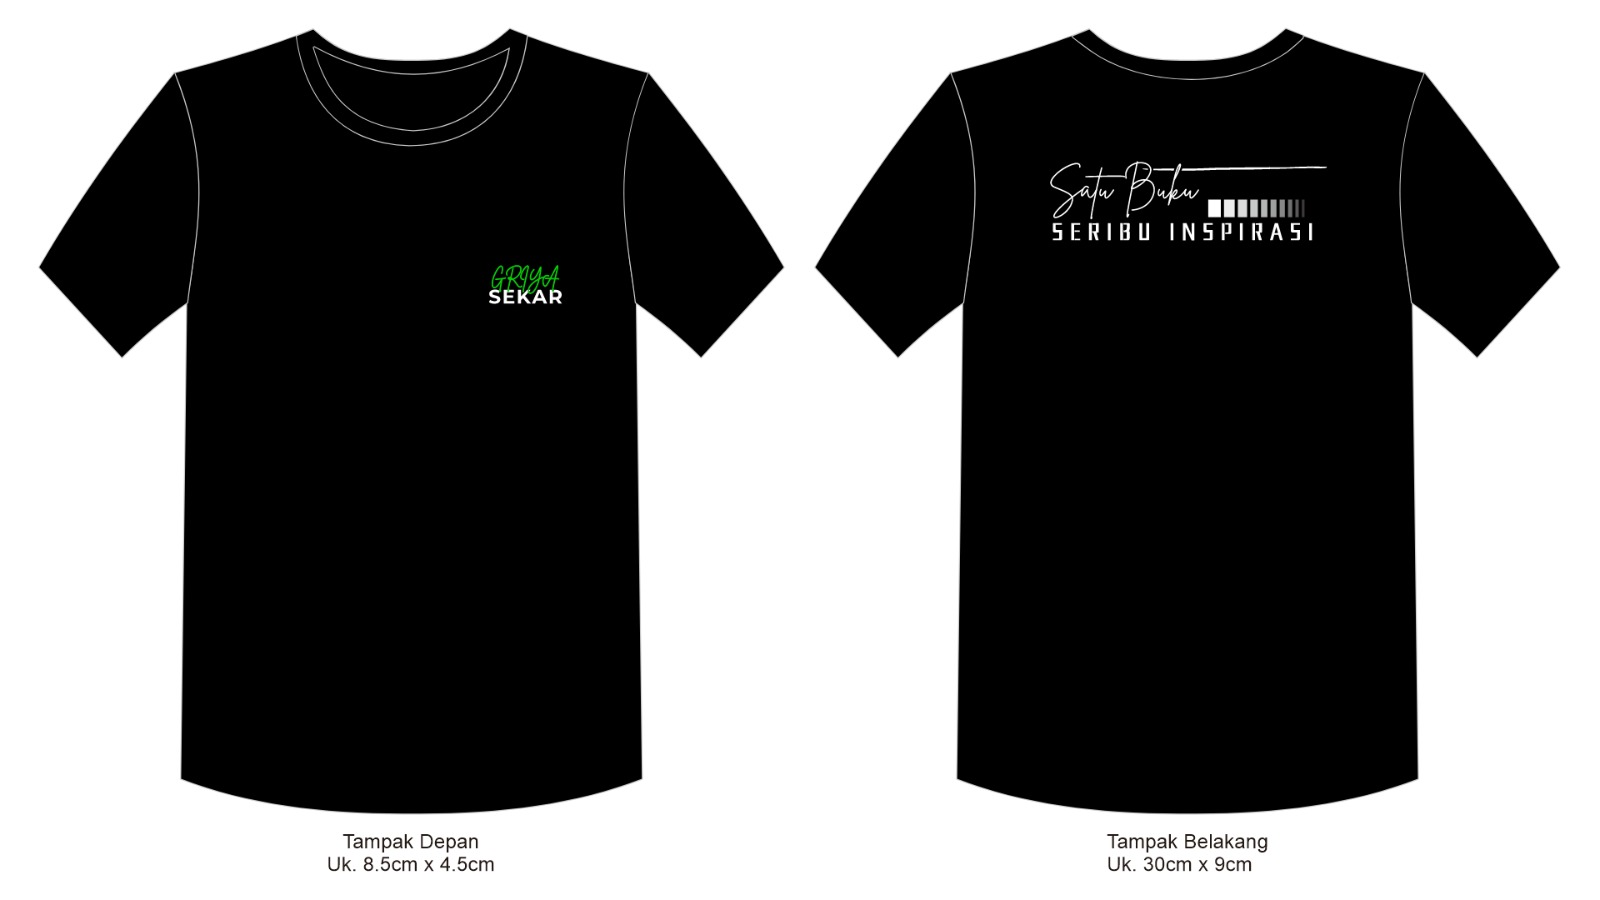 GRIYA
SEKAR
Satu Buku
SERIBU INSPIRASI
Tampak Depan
Uk. 8.5cm x 4.5cm
Tampak Belakang
Uk. 30cm x 9cm